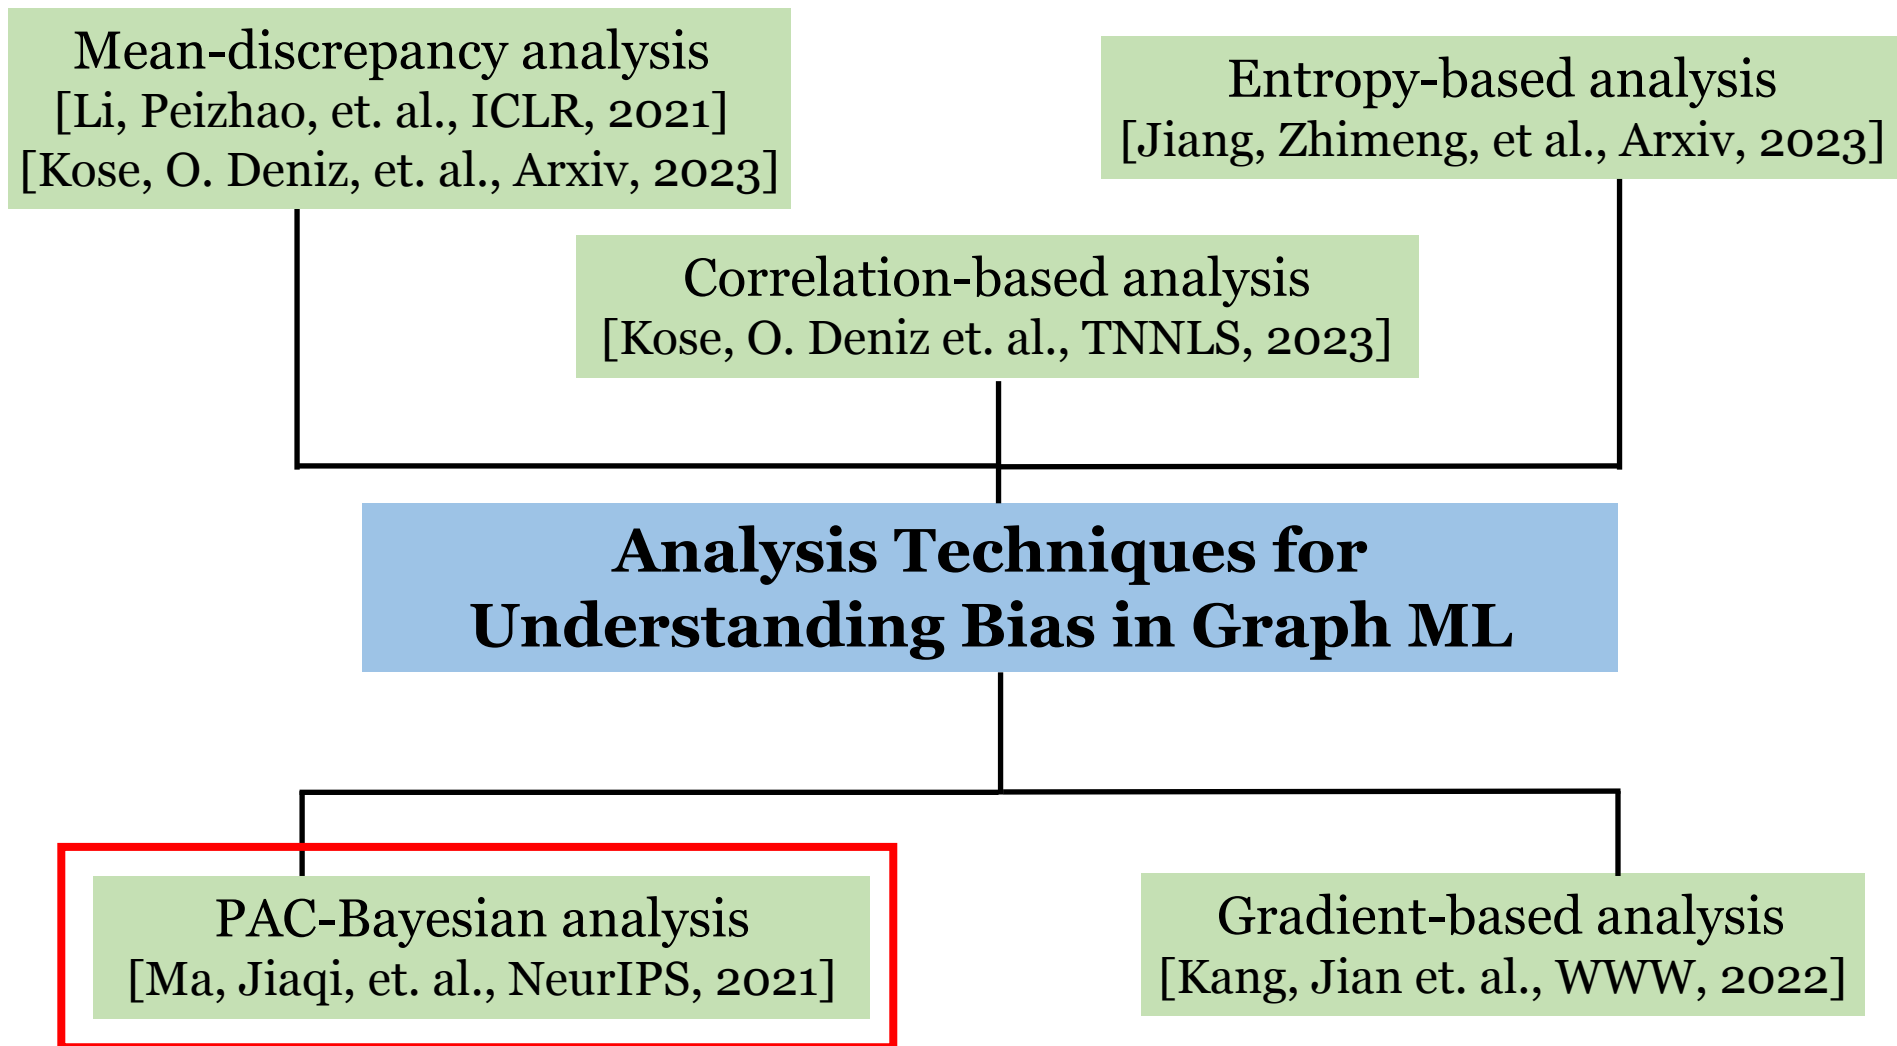 Mean-discrepancy analysis
[Li, Peizhao, et. al., ICLR, 2021]
[Kose, O. Deniz, et. al., Arxiv, 2023]
Entropy-based analysis
[Jiang, Zhimeng, et al., Arxiv, 2023]
Correlation-based analysis
[Kose, O. Deniz et. al., TNNLS, 2023]
Analysis Techniques for
Understanding Bias in Graph ML
PAC-Bayesian analysis
[Ma, Jiaqi, et. al., NeurIPS, 2021]
Gradient-based analysis
[Kang, Jian et. al., WWW, 2022]